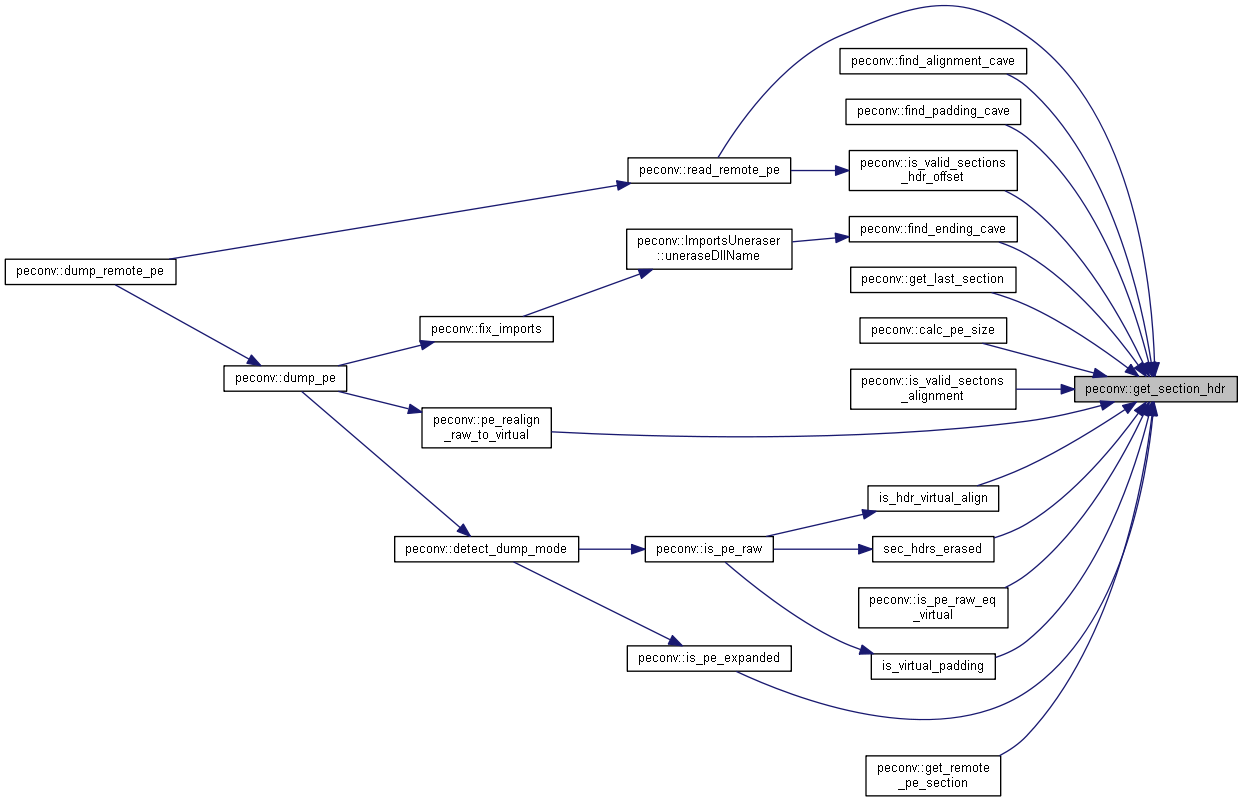 peconv::find_alignment_cave
peconv::find_padding_cave
peconv::read_remote_pe
peconv::is_valid_sections
_hdr_offset
peconv::ImportsUneraser
::uneraseDllName
peconv::find_ending_cave
peconv::dump_remote_pe
peconv::get_last_section
peconv::fix_imports
peconv::calc_pe_size
peconv::dump_pe
peconv::is_valid_sectons
_alignment
peconv::get_section_hdr
peconv::pe_realign
_raw_to_virtual
is_hdr_virtual_align
peconv::detect_dump_mode
peconv::is_pe_raw
sec_hdrs_erased
peconv::is_pe_raw_eq
_virtual
peconv::is_pe_expanded
is_virtual_padding
peconv::get_remote
_pe_section